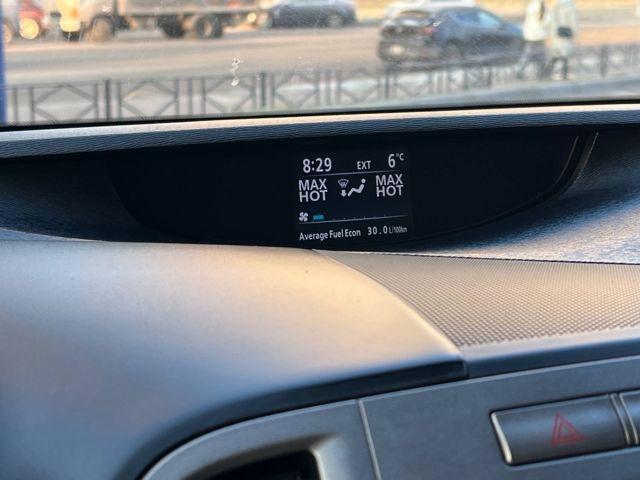 8:29 EXT 6°C
MAX HOT MAX HOT
Average Fuel Econ 30.0 L/100km